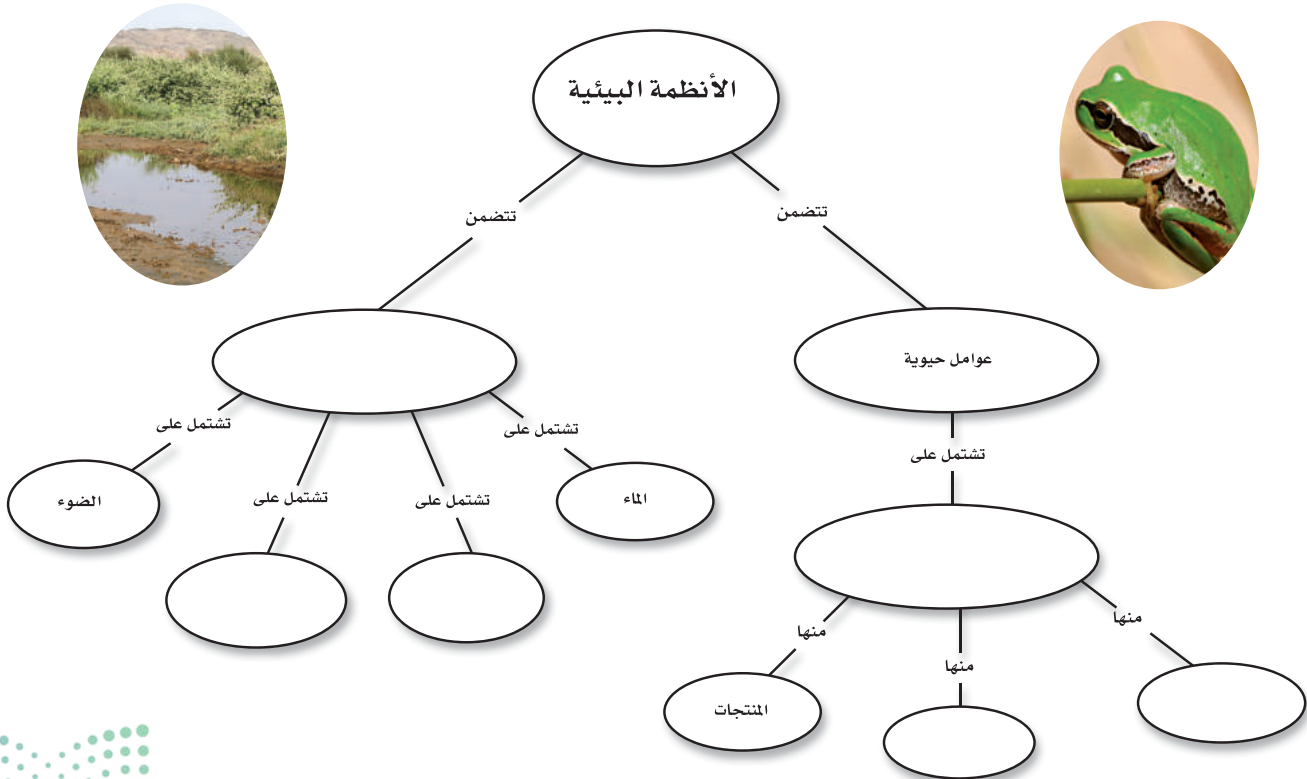 الأنظمة البيئية
تتضمن
تتضمن
عوامل حيوية
تشتمل على
تشتمل على
تشتمل على
تشتمل على
تشتمل على
الماء
الضوء
منها
منها
منها
المنتجات